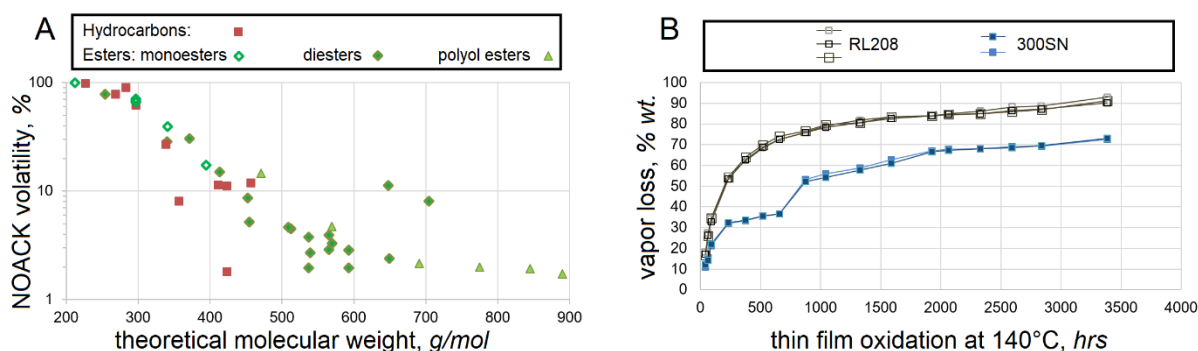 A
Hydrocarbons:
Esters: monoesters diesters polyol esters
NOACK volatility, %
100
10
1
200 300 400 500 600 700 800 900
theoretical molecular weight, g/mol
B
RL208 300SN
vapor loss, % wt.
100
90
80
70
60
50
40
30
20
10
0
0 500 1000 1500 2000 2500 3000 3500 4000
thin film oxidation at 140°C, hrs